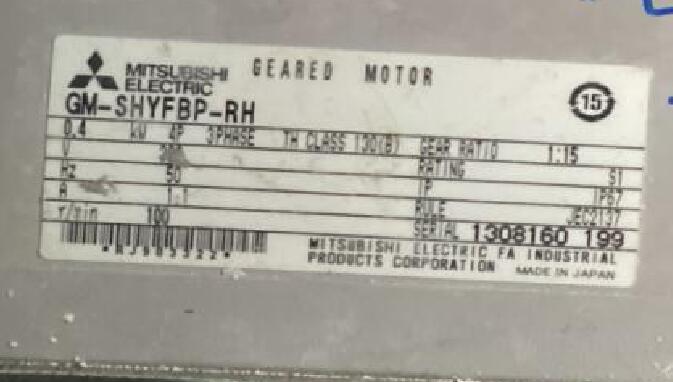 MITSUBISHI
ELECTRIC
GEARED MOTOR
15
GM-SHYFBP-RH
0.4 kW 4P 3PHASE TH CLASS 130(B) GEAR RATIO 1:15
V RATING S1
Hz 50 IP IP67
A 1.1 RULE JEC2137
r/min 100 SERIAL 1308160 199
MITSUBISHI ELECTRIC FA INDUSTRIAL
PRODUCTS CORPORATION MADE IN JAPAN